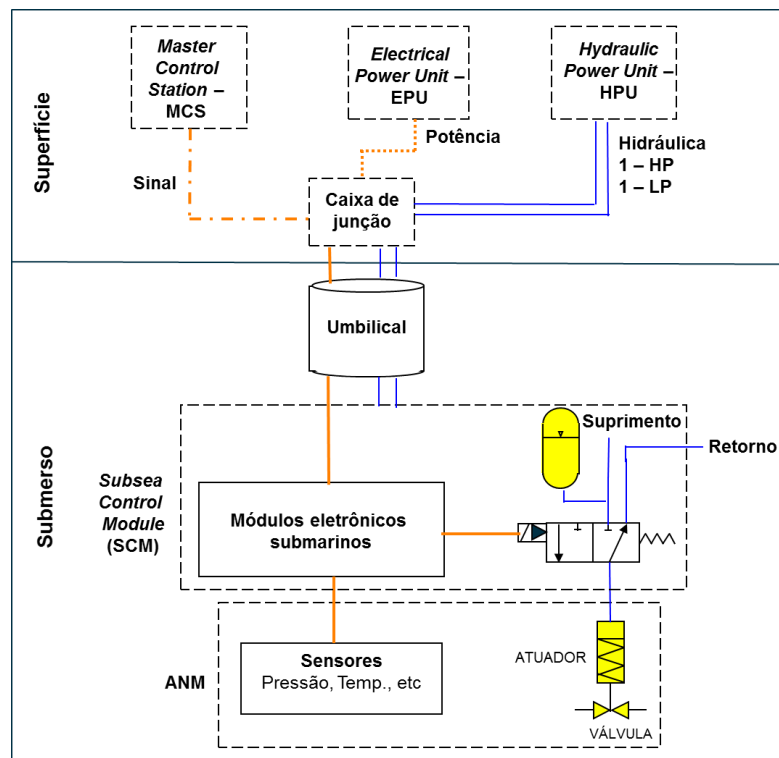 Superfície
Master
Control
Station –
MCS
Electrical
Power Unit –
EPU
Hydraulic
Power Unit –
HPU
Sinal
Potência
Hidráulica
1 – HP
1 – LP
Caixa de
junção
Submerso
Umbilical
Subsea
Control
Module
(SCM)
Suprimento
Retorno
Módulos eletrônicos
submarinos
ANM
Sensores
Pressão, Temp., etc
ATUADOR
VÁLVULA